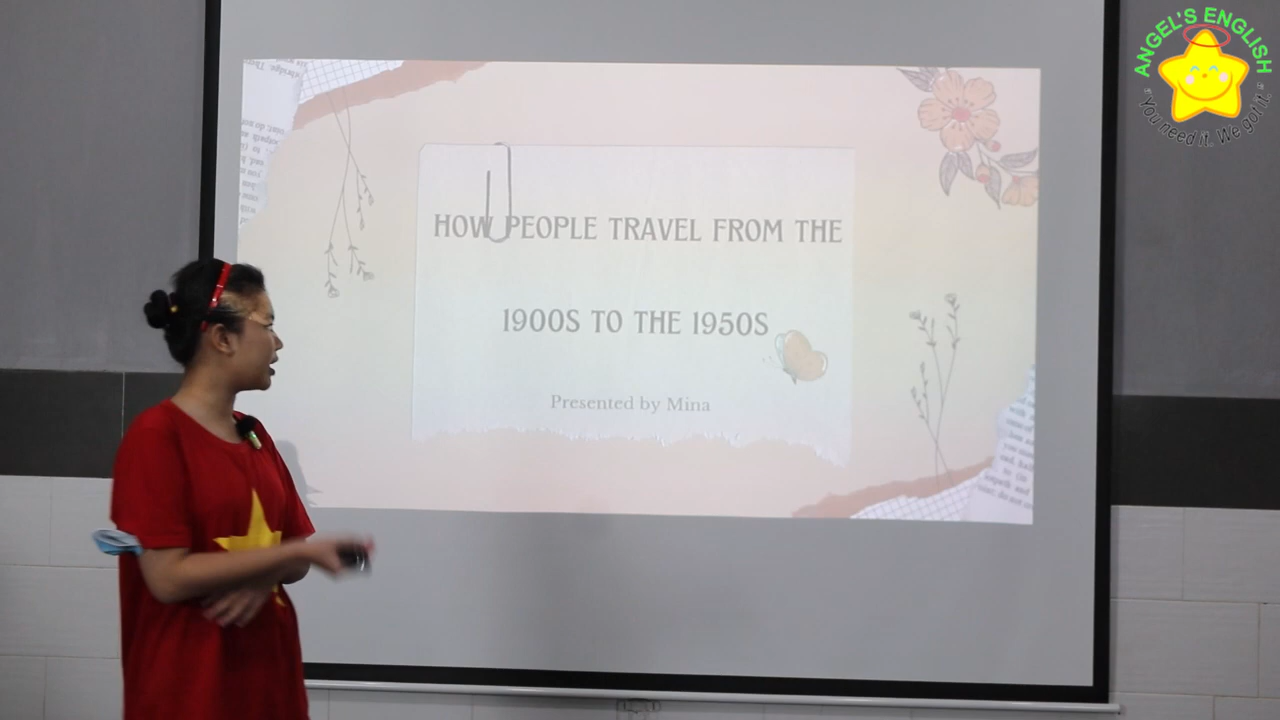 HOW PEOPLE TRAVEL FROM THE
1900S TO THE 1950S
Presented by Mina
ANGEL'S ENGLISH
"You need it. We got it."